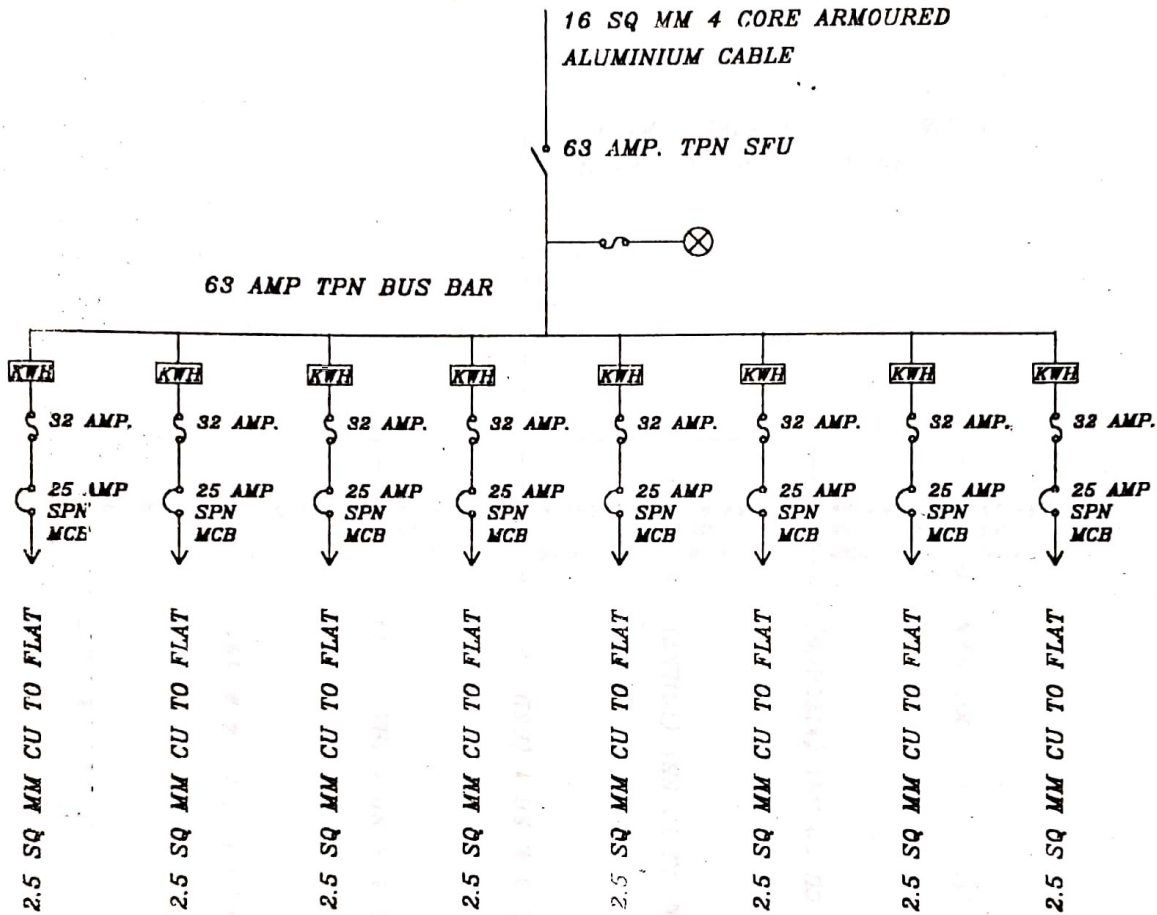 16 SQ MM 4 CORE ARMOURED
ALUMINIUM CABLE
63 AMP. TPN SFU
63 AMP TPN BUS BAR
KWH KWH KWH KWH KWH KWH KWH KWH
32 AMP. 32 AMP. 32 AMP. 32 AMP. 32 AMP. 32 AMP. 32 AMP. 32 AMP.
25 AMP 25 AMP 25 AMP 25 AMP 25 AMP 25 AMP 25 AMP 25 AMP
SPN SPN SPN SPN SPN SPN SPN SPN
MCB MCB MCB MCB MCB MCB MCB MCB
2.5 SQ MM CU TO FLAT
2.5 SQ MM CU TO FLAT
2.5 SQ MM CU TO FLAT
2.5 SQ MM CU TO FLAT
2.5 SQ MM CU TO FLAT
2.5 SQ MM CU TO FLAT
2.5 SQ MM CU TO FLAT
2.5 SQ MM CU TO FLAT